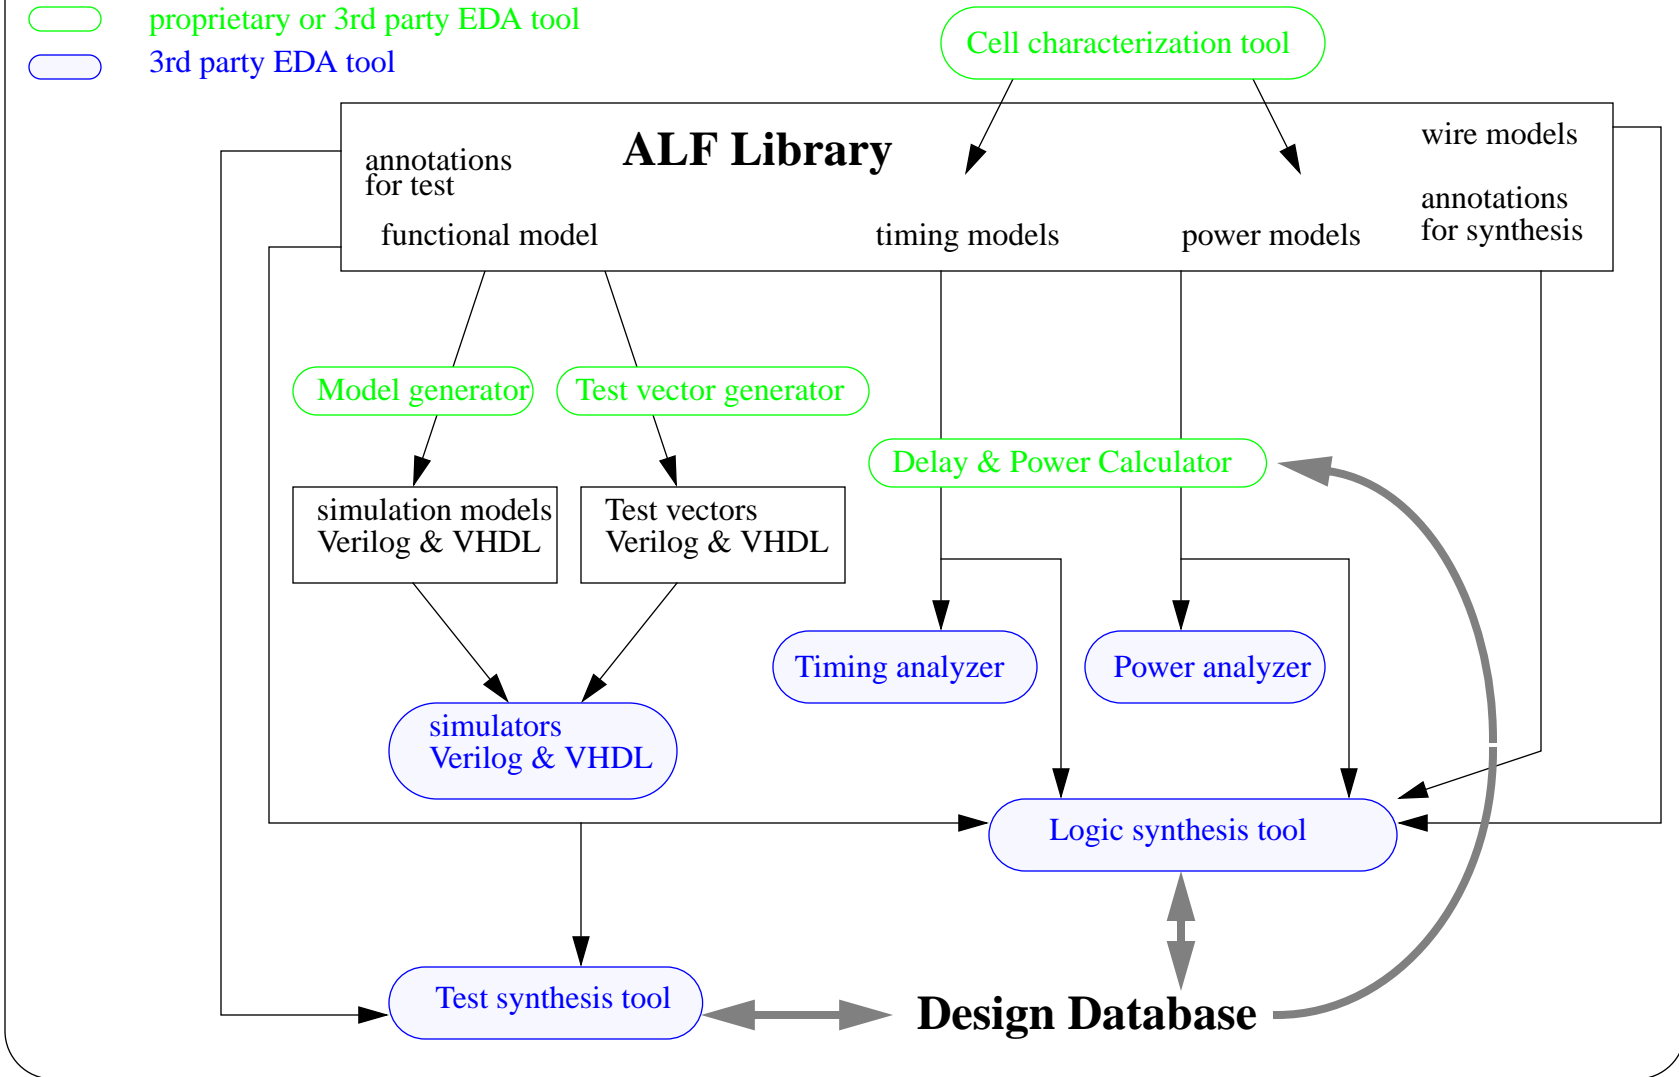 proprietary or 3rd party EDA tool
3rd party EDA tool
Cell characterization tool
ALF Library
annotations
for test
functional model
timing models
power models
wire models
annotations
for synthesis
Model generator
Test vector generator
Delay & Power Calculator
simulation models
Verilog & VHDL
Test vectors
Verilog & VHDL
Timing analyzer
Power analyzer
simulators
Verilog & VHDL
Logic synthesis tool
Test synthesis tool
Design Database